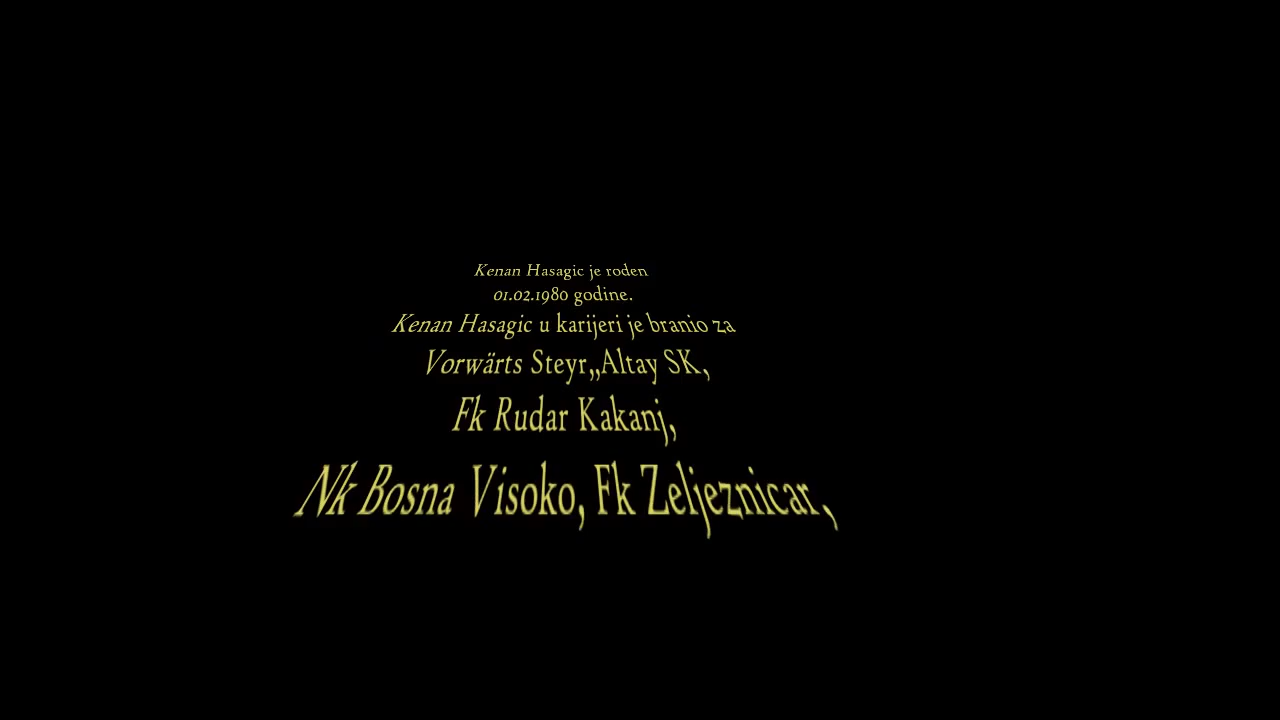 Kenan Hasagic je roden
01.02.1980 godine.
Kenan Hasagic u karijeri je branio za
Vorwärts Steyr,,Altay SK,
Fk Rudar Kakanj,
Nk Bosna Visoko, Fk Zeljeznicar,